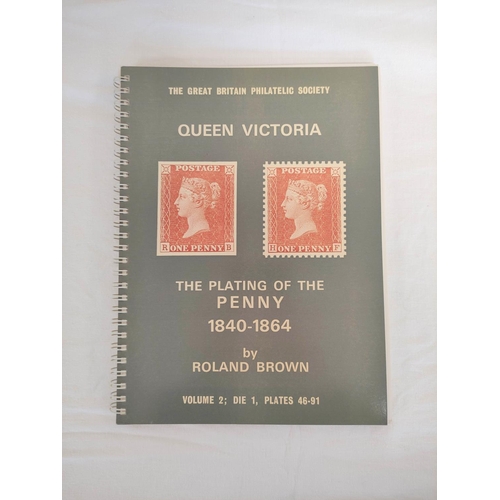 THE GREAT BRITAIN PHILATELIC SOCIETY
QUEEN VICTORIA
POSTAGE
R ONE PENNY B
POSTAGE
H ONE PENNY F
THE PLATING OF THE
PENNY
1840-1864
by
ROLAND BROWN
VOLUME 2; DIE 1, PLATES 46-91